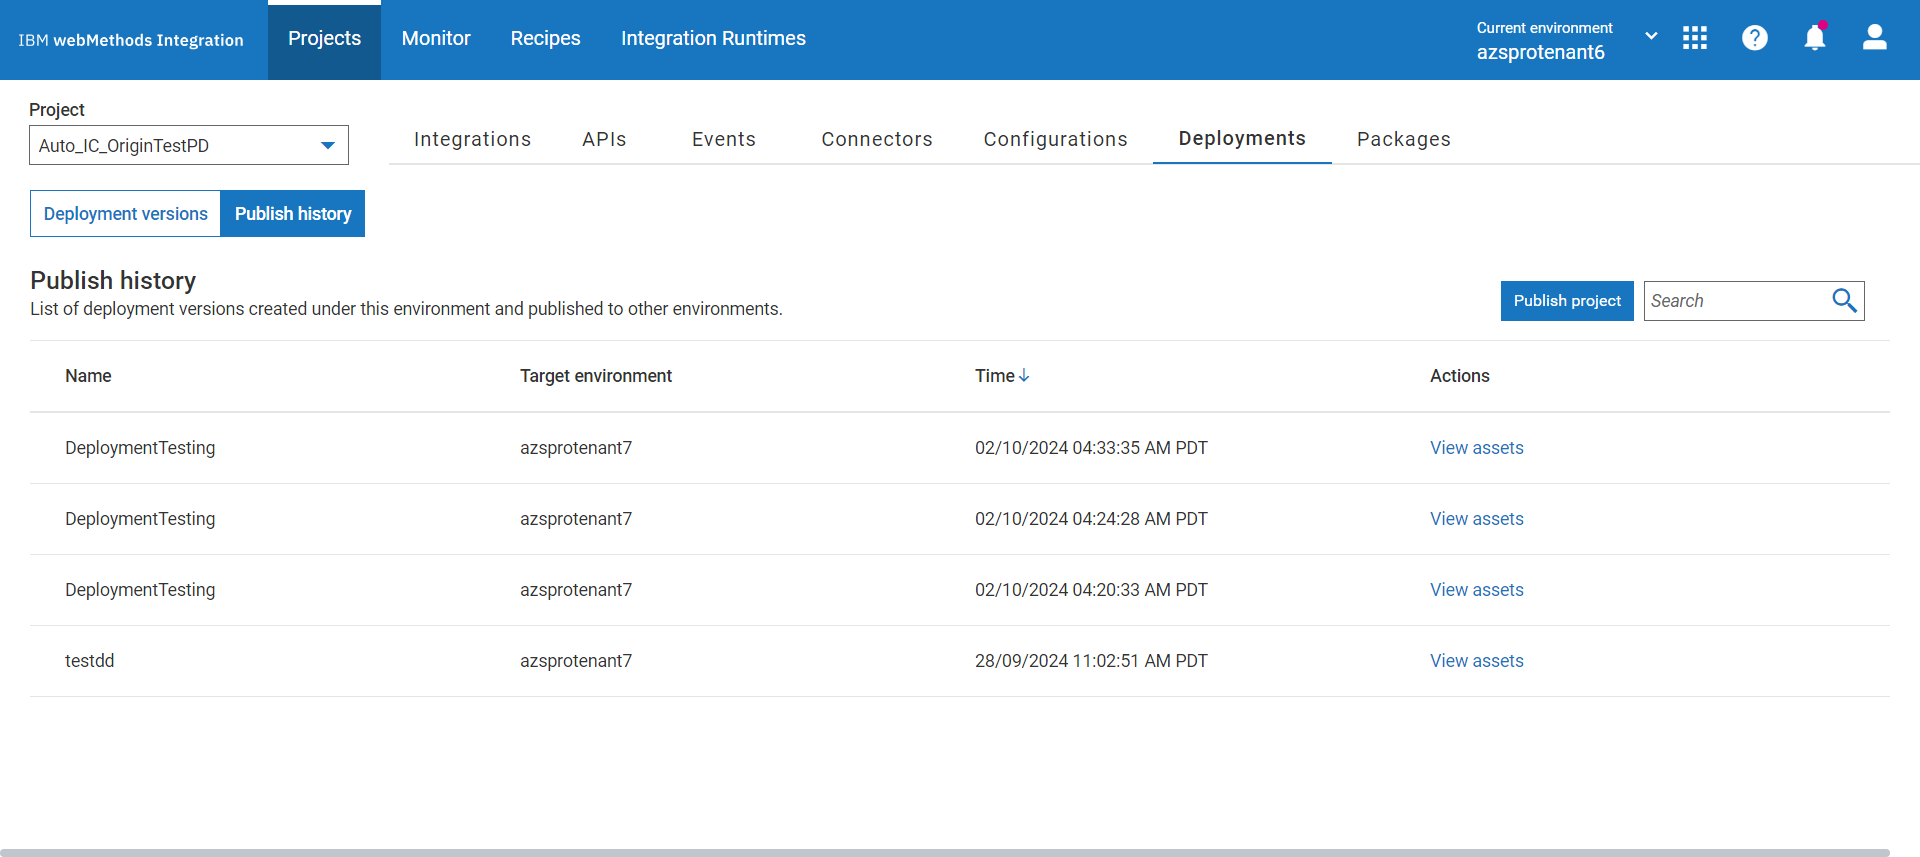 IBM webMethods Integration
Projects
Monitor
Recipes
Integration Runtimes
Current environment
azsprotenant6
Project
Auto_IC_OriginTestPD
Integrations
APIs
Events
Connectors
Configurations
Deployments
Packages
Deployment versions
Publish history
Publish history
List of deployment versions created under this environment and published to other environments.
Publish project
Search
Name
Target environment
Time
Actions
DeploymentTesting
azsprotenant7
02/10/2024 04:33:35 AM PDT
View assets
DeploymentTesting
azsprotenant7
02/10/2024 04:24:28 AM PDT
View assets
DeploymentTesting
azsprotenant7
02/10/2024 04:20:33 AM PDT
View assets
testdd
azsprotenant7
28/09/2024 11:02:51 AM PDT
View assets